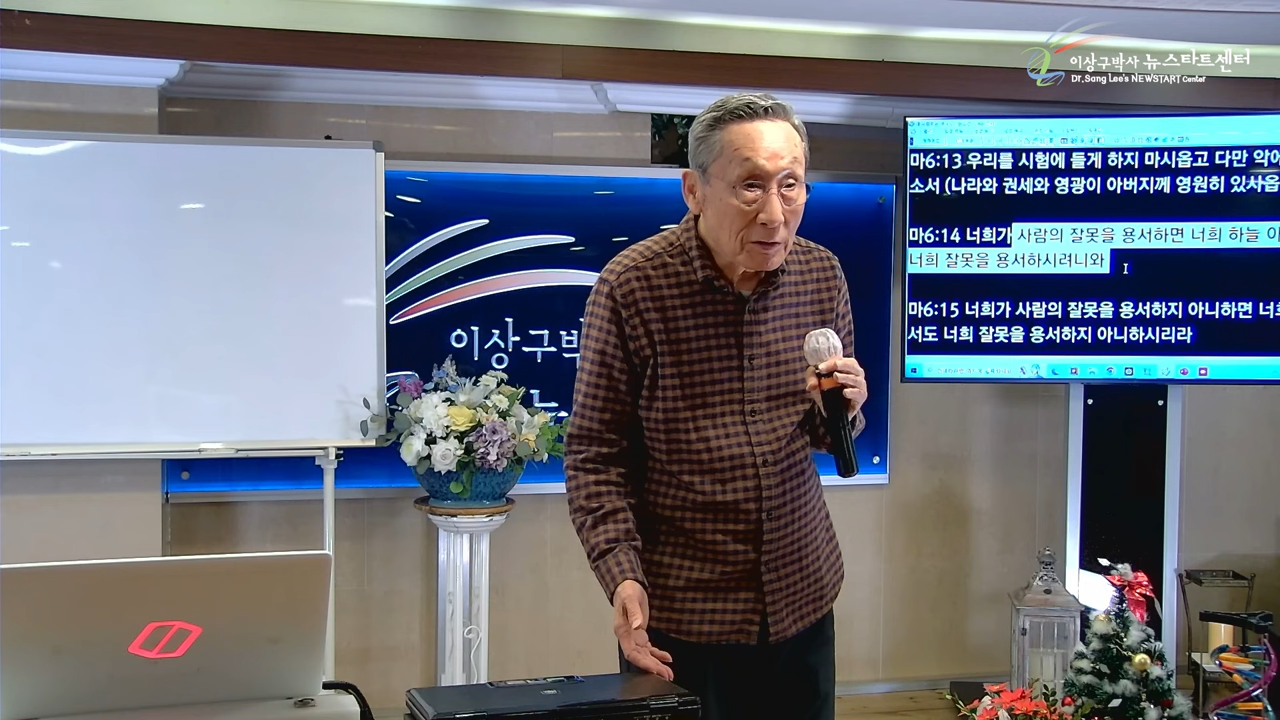 이상구박사 뉴스타트센터
Dr. Sang Lee's NEWSTART Center
마6:13 우리를 시험에 들게 하지 마시옵고 다만 악에
소서 (나라와 권세와 영광이 아버지께 영원히 있사옵
마6:14 너희가 사람의 잘못을 용서하면 너희 하늘 아
너희 잘못을 용서하시려니와
마6:15 너희가 사람의 잘못을 용서하지 아니하면 너희
서도 너희 잘못을 용서하지 아니하시리라
이상구박